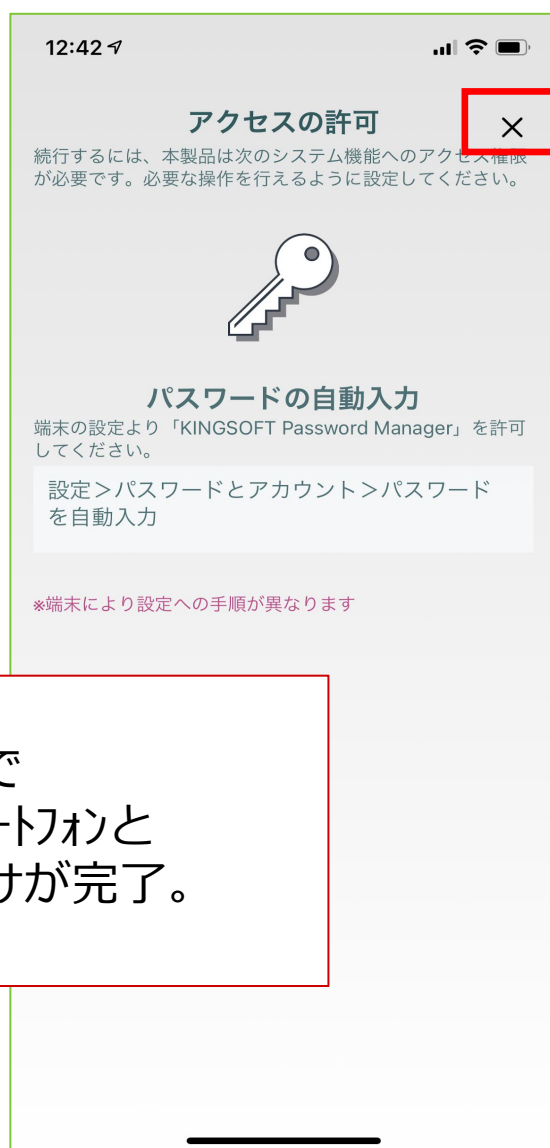 12:42
アクセスの許可
続行するには、本製品は次のシステム機能へのアクセス権限
が必要です。必要な操作を行えるように設定してください。
パスワードの自動入力
端末の設定より「KINGSOFT Password Manager」を許可
してください。
設定＞パスワードとアカウント＞パスワード
を自動入力
※端末により設定への手順が異なります
で
ｰﾄﾌｫﾝと
けが完了。